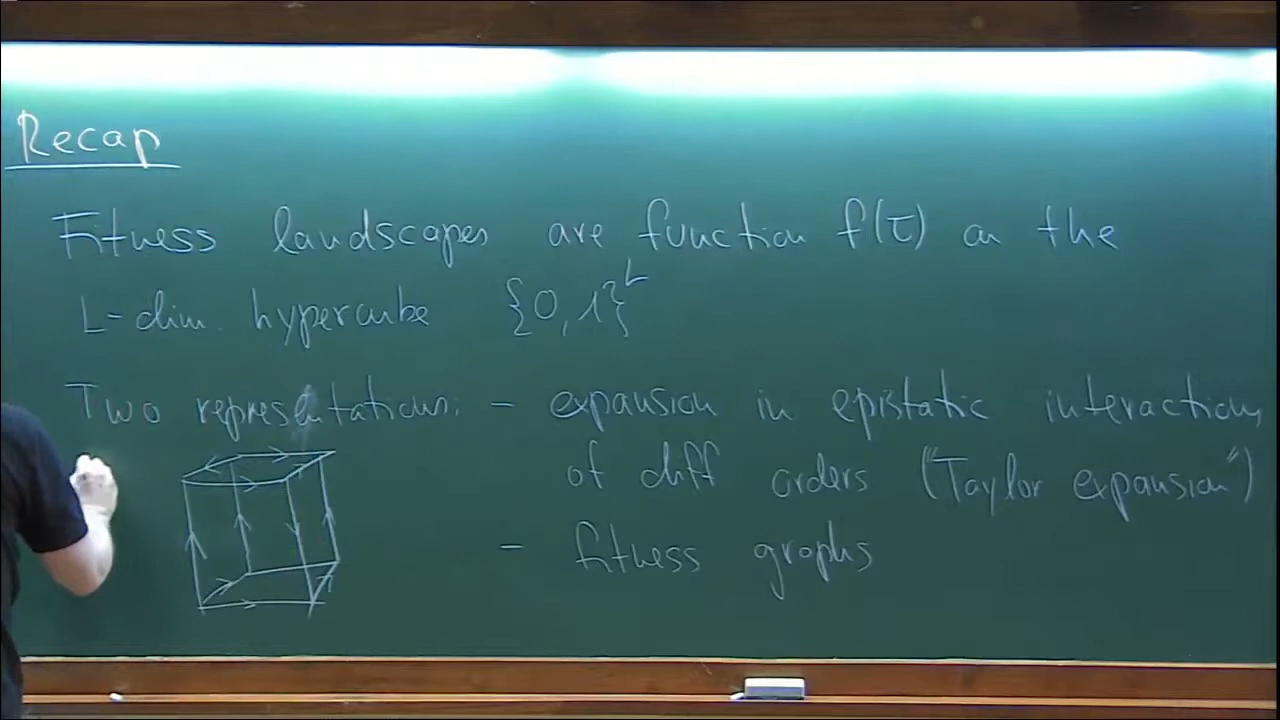 Recap
Fitness landscapes are function f(τ) on the
L-dim. hypercube {0,1}^L
Two representations: - expansion in epistatic interactions
of diff orders ("Taylor expansion")
- fitness graphs